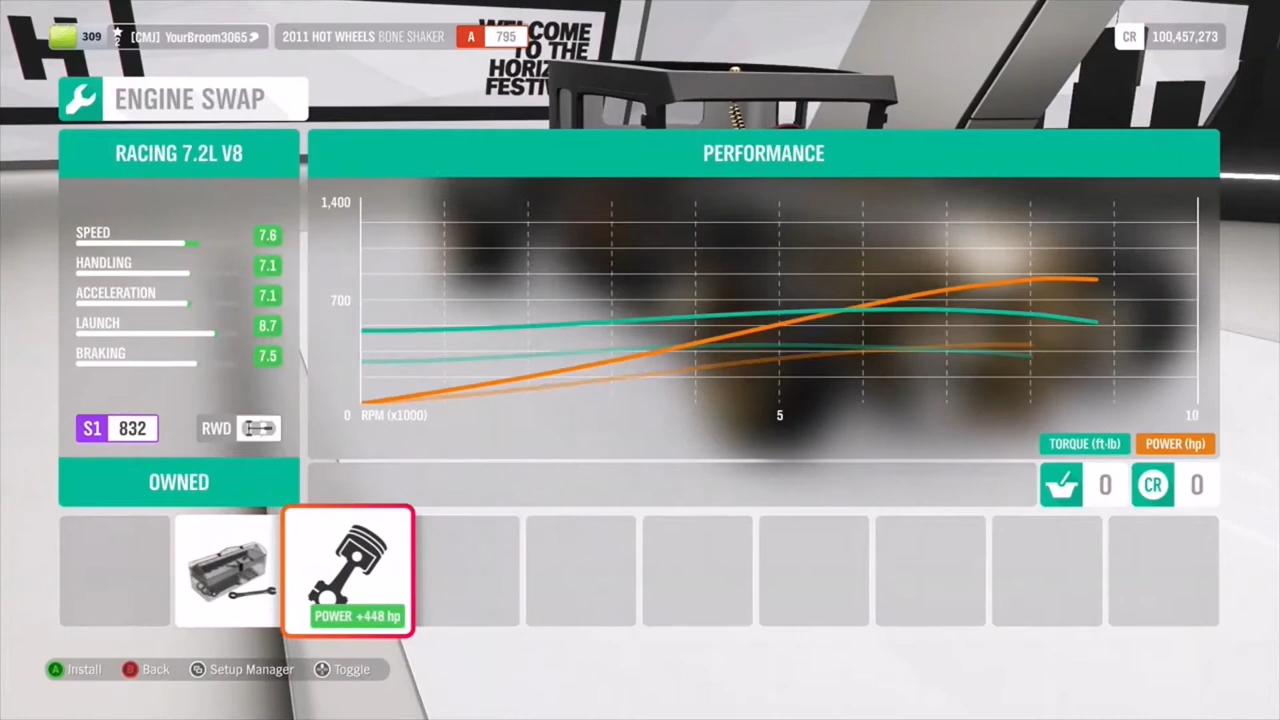 309
2
[CMJ] YourBroom3065
2011 HOT WHEELS BONE SHAKER
A 795
CR 100,457,273
WELCOME
TO THE
HORIZ
FESTIV
ENGINE SWAP
RACING 7.2L V8
PERFORMANCE
SPEED 7.6
HANDLING 7.1
ACCELERATION 7.1
LAUNCH 8.7
BRAKING 7.5
S1 832
RWD
OWNED
1,400
700
0
RPM (x1000)
5
10
TORQUE (ft·lb)
POWER (hp)
0
CR 0
POWER +448 hp
A Install
B Back
Setup Manager
Toggle